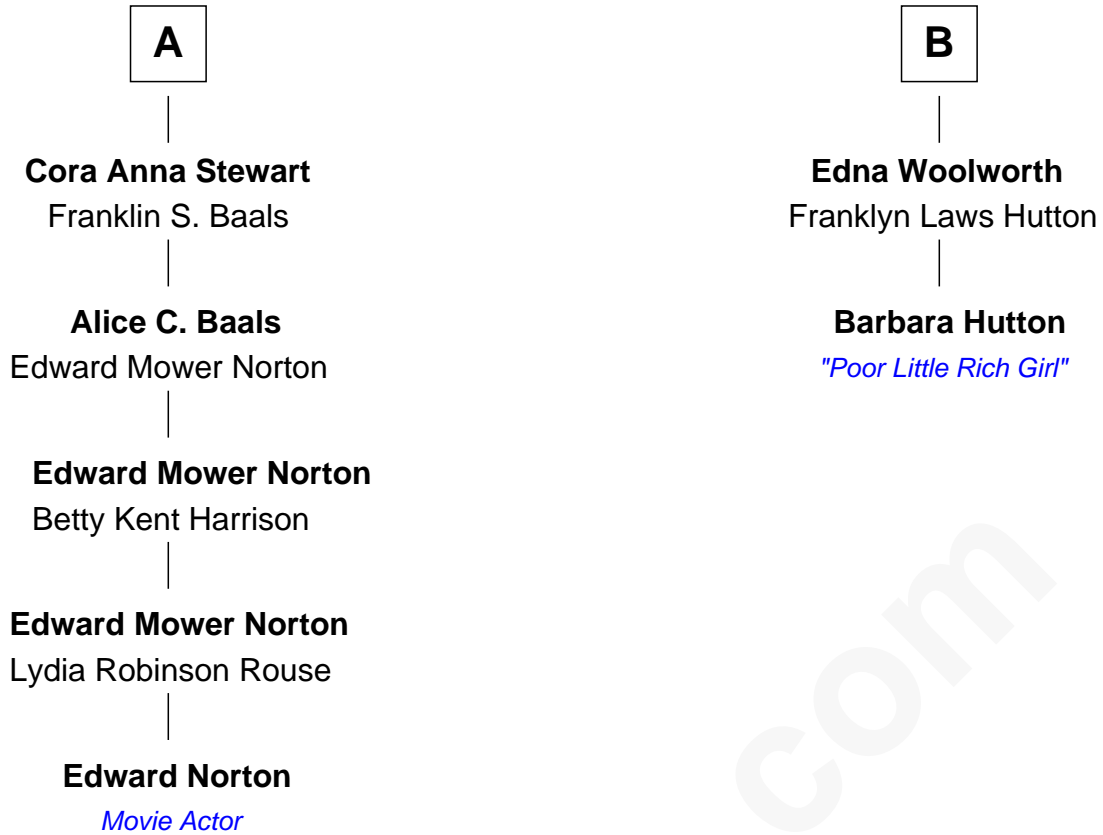 A
Cora Anna Stewart
Franklin S. Baals
Alice C. Baals
Edward Mower Norton
Edward Mower Norton
Betty Kent Harrison
Edward Mower Norton
Lydia Robinson Rouse
Edward Norton
Movie Actor
B
Edna Woolworth
Franklyn Laws Hutton
Barbara Hutton
"Poor Little Rich Girl"
com